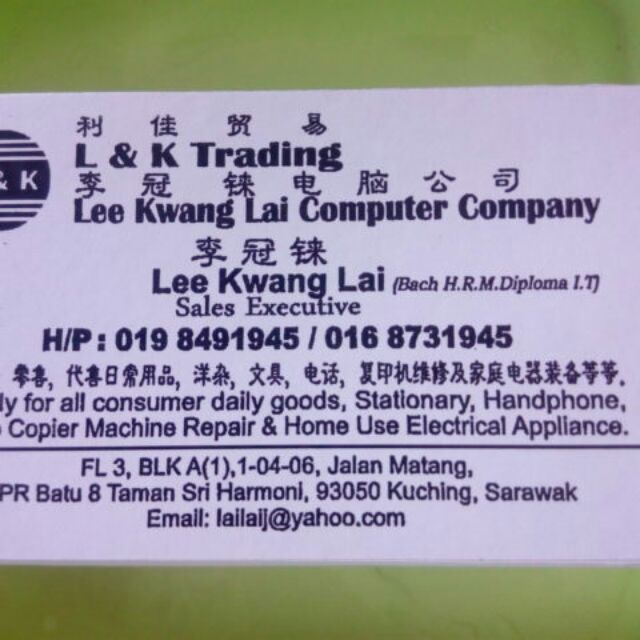 利佳贸易
L & K Trading
& K
李冠铼电脑公司
Lee Kwang Lai Computer Company
李冠铼
Lee Kwang Lai (Bach H.R.M.Diploma I.T)
Sales Executive
H/P : 019 8491945 / 016 8731945
零售, 代售日常用品, 洋杂, 文具, 电话, 复印机维修及家庭电器装备等等.
ly for all consumer daily goods, Stationary, Handphone,
Copier Machine Repair & Home Use Electrical Appliance.
FL 3, BLK A(1),1-04-06, Jalan Matang,
PR Batu 8 Taman Sri Harmoni, 93050 Kuching, Sarawak
Email: lailaij@yahoo.com